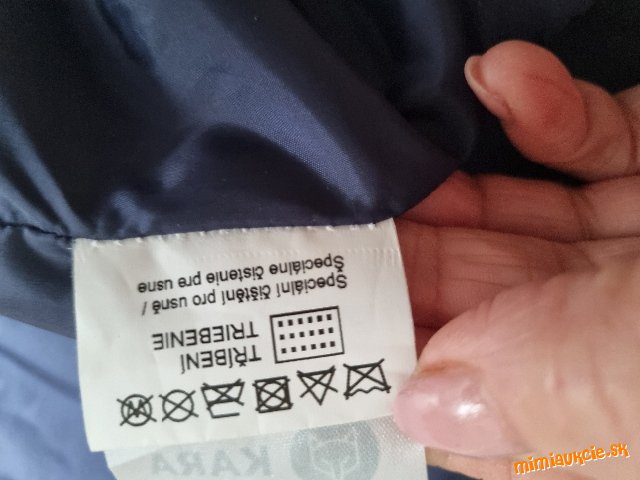 KARA
W
TŘÍBENÍ
TRIEBENIE
Speciální čištění pro usně /
Špeciálne čistenie pre usne
mimiaukcie.sk